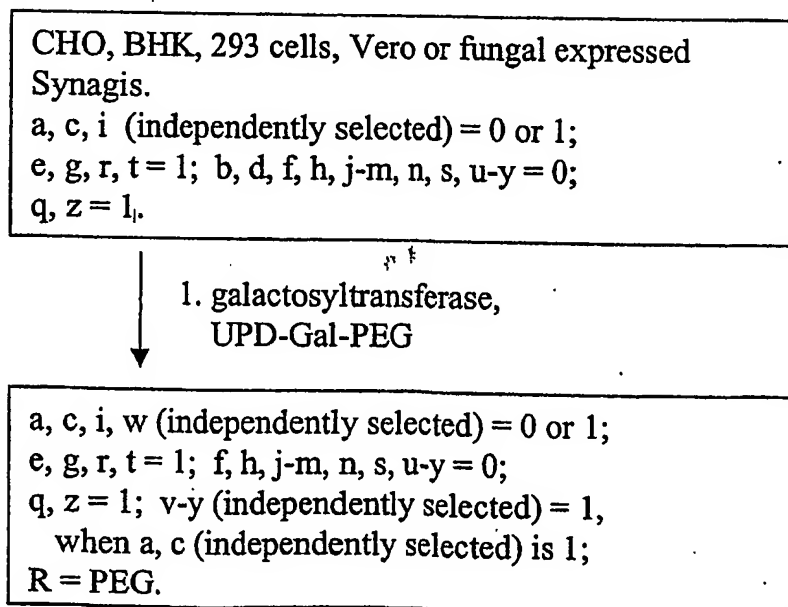 CHO, BHK, 293 cells, Vero or fungal expressed
Synagis.
a, c, i (independently selected) = 0 or 1;
e, g, r, t = 1; b, d, f, h, j-m, n, s, u-y = 0;
q, z = 1.
1. galactosyltransferase,
UPD-Gal-PEG
a, c, i, w (independently selected) = 0 or 1;
e, g, r, t = 1; f, h, j-m, n, s, u-y = 0;
q, z = 1; v-y (independently selected) = 1,
when a, c (independently selected) is 1;
R = PEG.